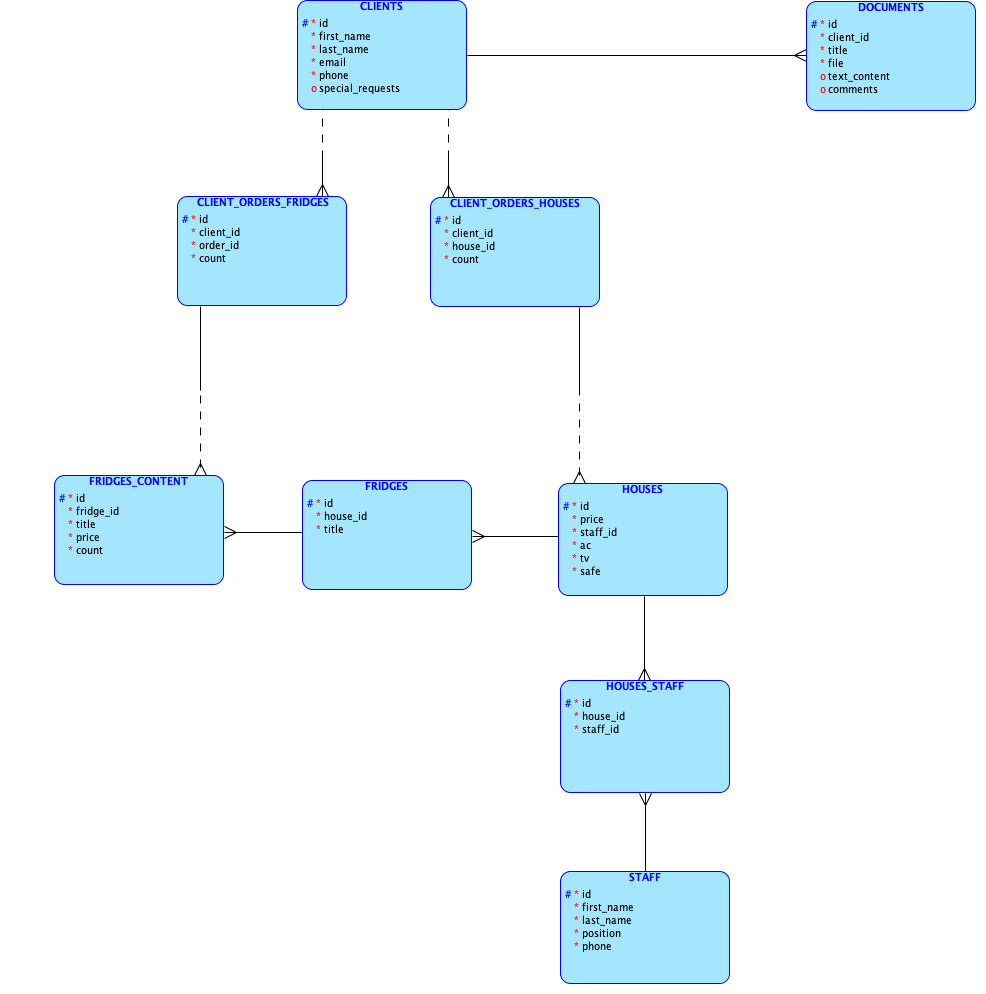 CLIENTS
# * id
* first_name
* last_name
* email
* phone
o special_requests
DOCUMENTS
# * id
* client_id
* title
* file
o text_content
o comments
CLIENT_ORDERS_FRIDGES
# * id
* client_id
* order_id
* count
CLIENT_ORDERS_HOUSES
# * id
* client_id
* house_id
* count
FRIDGES_CONTENT
# * id
* fridge_id
* title
* price
* count
FRIDGES
# * id
* house_id
* title
HOUSES
# * id
* price
* staff_id
* ac
* tv
* safe
HOUSES_STAFF
# * id
* house_id
* staff_id
STAFF
# * id
* first_name
* last_name
* position
* phone